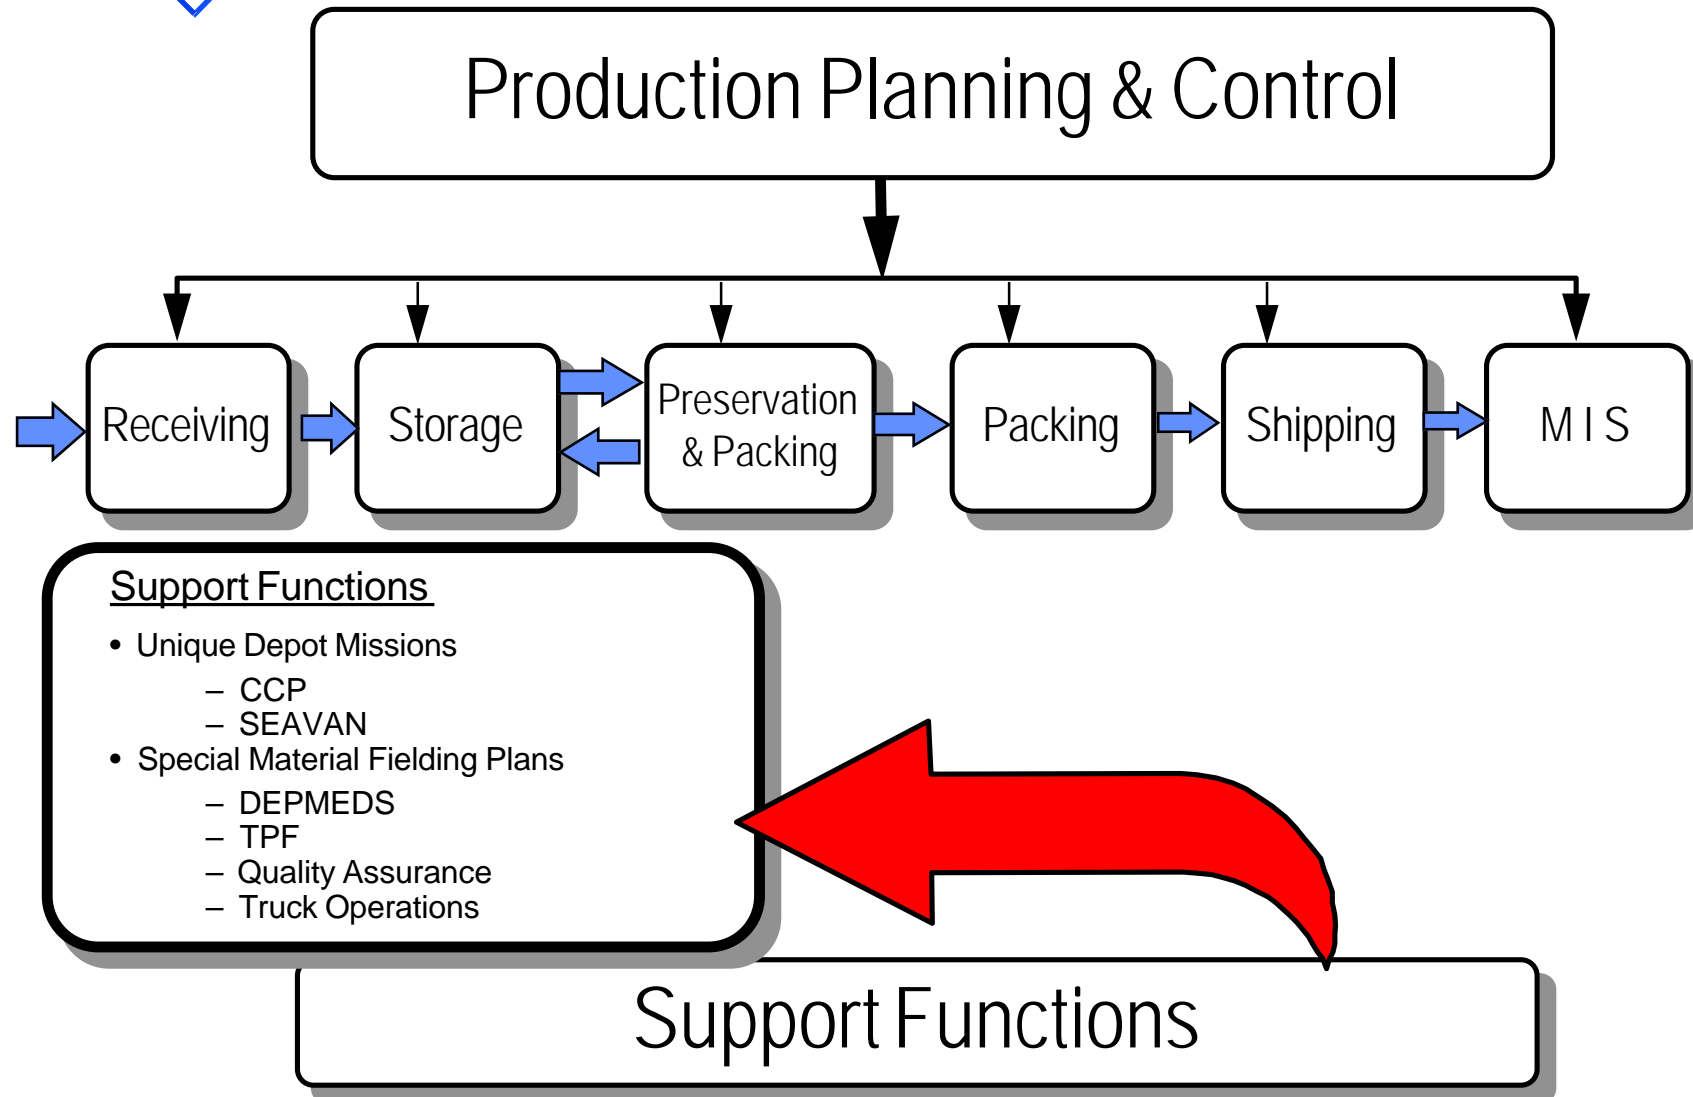 Production Planning & Control
Receiving
Storage
Preservation
& Packing
Packing
Shipping
M I S
Support Functions
• Unique Depot Missions
– CCP
– SEAVAN
• Special Material Fielding Plans
– DEPMEDS
– TPF
– Quality Assurance
– Truck Operations
Support Functions